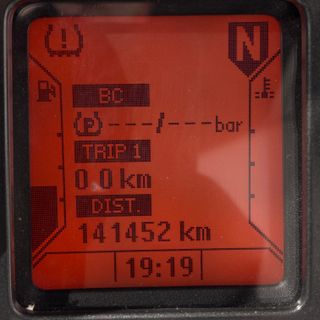 N
BC
(P) ---/--- bar
TRIP 1
0.0 km
DIST.
141452 km
19:19